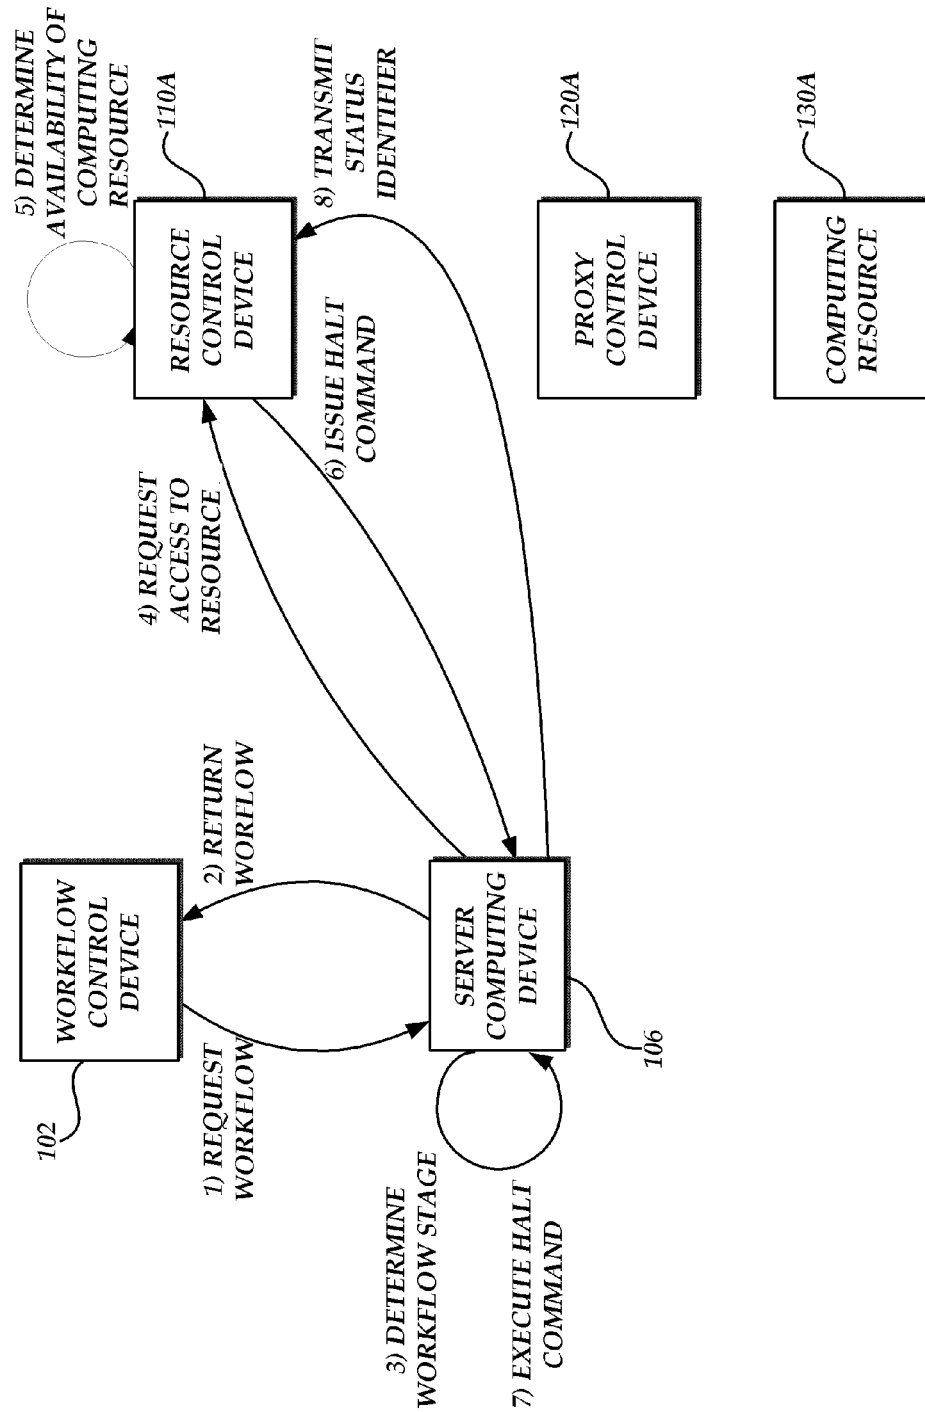 102
WORKFLOW
CONTROL
DEVICE
1) REQUEST
WORKFLOW
2) RETURN
WORFLOW
3) DETERMINE
WORKFLOW STAGE
SERVER
COMPUTING
DEVICE
106
7) EXECUTE HALT
COMMAND
4) REQUEST
ACCESS TO
RESOURCE
5) DETERMINE
AVAILABILITY OF
COMPUTING
RESOURCE
RESOURCE
CONTROL
DEVICE
110A
6) ISSUE HALT
COMMAND
8) TRANSMIT
STATUS
IDENTIFIER
PROXY
CONTROL
DEVICE
120A
COMPUTING
RESOURCE
130A